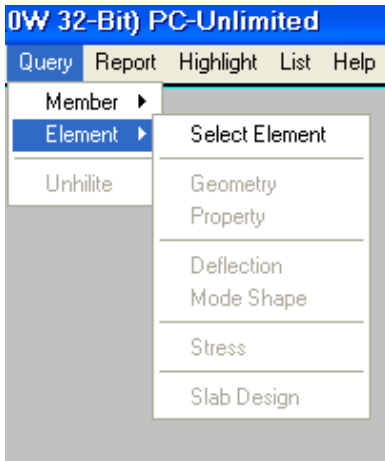 0W 32-Bit) PC-Unlimited
Query Report Highlight List Help
Member
Element
Unhilite
Select Element
Geometry
Property
Deflection
Mode Shape
Stress
Slab Design